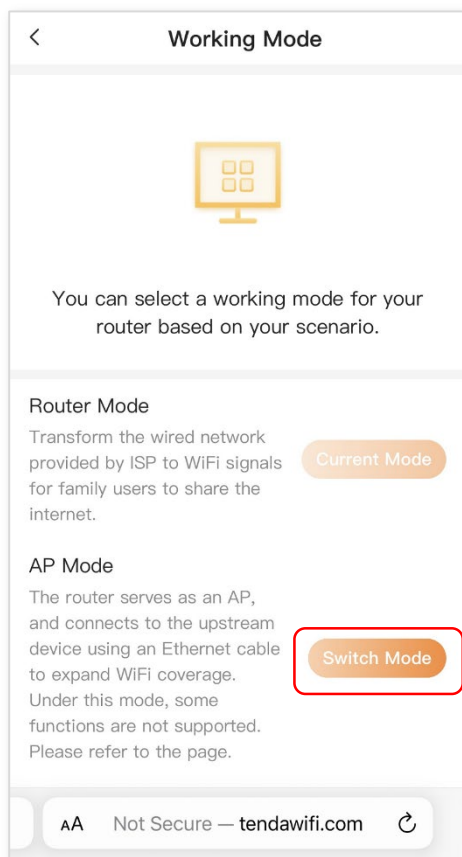 Working Mode
You can select a working mode for your
router based on your scenario.
Router Mode
Transform the wired network
provided by ISP to WiFi signals
for family users to share the
internet.
Current Mode
AP Mode
The router serves as an AP,
and connects to the upstream
device using an Ethernet cable
to expand WiFi coverage.
Under this mode, some
functions are not supported.
Please refer to the page.
Switch Mode
AA Not Secure — tendawifi.com